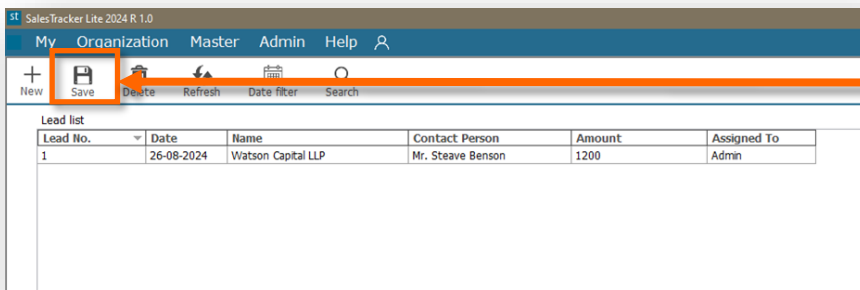 st SalesTracker Lite 2024 R 1.0
My Organization Master Admin Help
New Save Delete Refresh Date filter Search
Lead list
Lead No. Date Name Contact Person Amount Assigned To
1 26-08-2024 Watson Capital LLP Mr. Steave Benson 1200 Admin